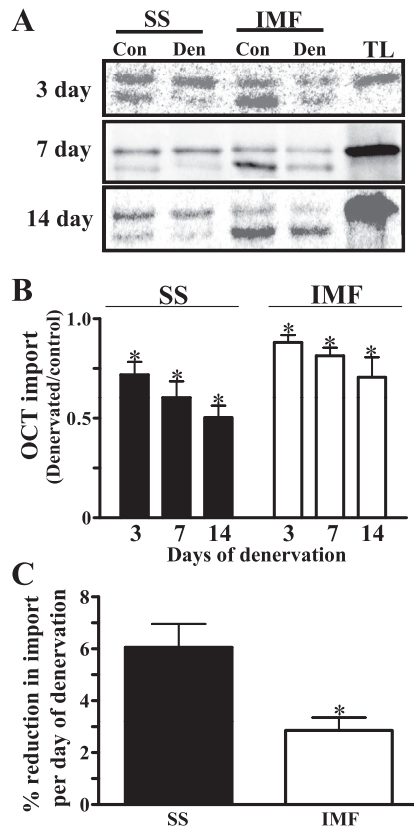 A
SS IMF
Con Den Con Den TL
3 day
7 day
14 day
B
SS IMF
OCT import
(Denervated/control)
1.0
0.5
0
* * * * * *
3 7 14 3 7 14
Days of denervation
C
% reduction in import
per day of denervation
8
6
4
2
0
*
SS IMF